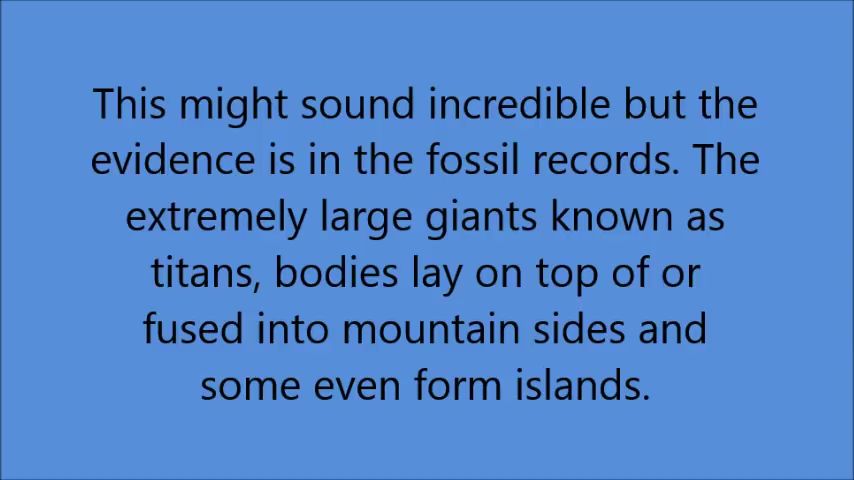 This might sound incredible but the
evidence is in the fossil records. The
extremely large giants known as
titans, bodies lay on top of or
fused into mountain sides and
some even form islands.